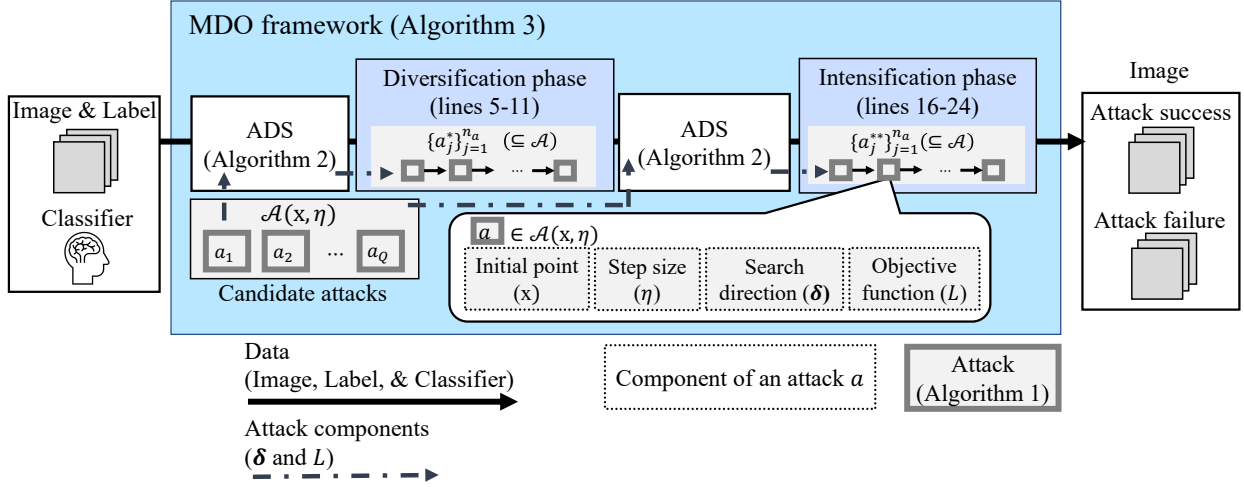 MDO framework (Algorithm 3)
Image & Label
Classifier
ADS
(Algorithm 2)
Diversification phase
(lines 5-11)
{a_j^*}_{j=1}^{n_a} (⊆ 𝒜)
...
ADS
(Algorithm 2)
Intensification phase
(lines 16-24)
{a_j^{**}}_{j=1}^{n_a} (⊆ 𝒜)
...
Image
Attack success
Attack failure
𝒜(x, η)
a_1 a_2 ... a_Q
Candidate attacks
a ∈ 𝒜(x, η)
Initial point
(x)
Step size
(η)
Search
direction (δ)
Objective
function (L)
Data
(Image, Label, & Classifier)
Component of an attack a
Attack
(Algorithm 1)
Attack components
(δ and L)